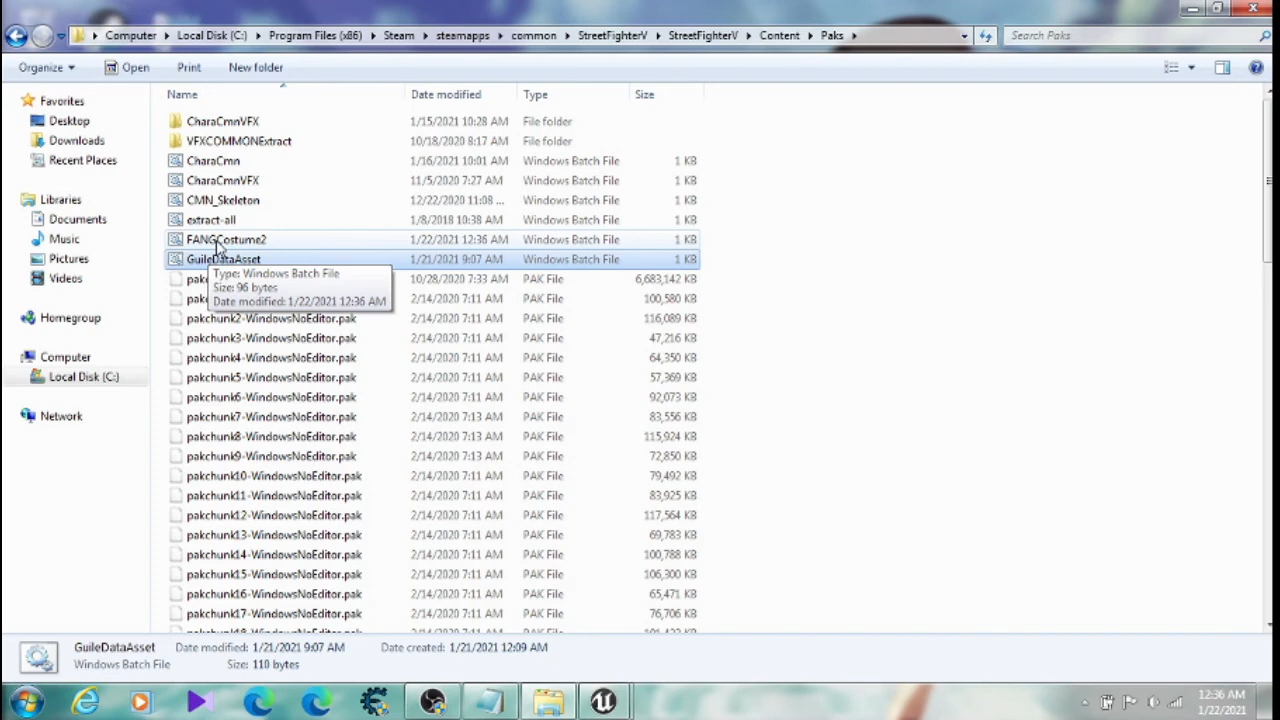 Computer Local Disk (C:) Program Files (x86) Steam steamapps common StreetFighterV StreetFighterV Content Paks Search Paks
Organize Open Print New folder
Name Date modified Type Size
Favorites
Desktop
Downloads
Recent Places
Libraries
Documents
Music
Pictures
Videos
Homegroup
Computer
Local Disk (C:)
Network
CharaCmnVFX 1/15/2021 10:28 AM File folder
VFXCOMMONExtract 10/18/2020 8:17 AM File folder
CharaCmn 1/16/2021 10:01 AM Windows Batch File 1 KB
CharaCmnVFX 11/5/2020 7:27 AM Windows Batch File 1 KB
CMN_Skeleton 12/22/2020 11:08 ... Windows Batch File 1 KB
extract-all 1/8/2018 10:38 AM Windows Batch File 1 KB
FANGCostume2 1/22/2021 12:36 AM Windows Batch File 1 KB
GuileDataAsset 1/21/2021 9:07 AM Windows Batch File 1 KB
10/28/2020 7:33 AM PAK File 6,683,142 KB
2/14/2020 7:11 AM PAK File 100,580 KB
pakchunk2-WindowsNoEditor.pak 2/14/2020 7:11 AM PAK File 116,089 KB
pakchunk3-WindowsNoEditor.pak 2/14/2020 7:11 AM PAK File 47,216 KB
pakchunk4-WindowsNoEditor.pak 2/14/2020 7:11 AM PAK File 64,350 KB
pakchunk5-WindowsNoEditor.pak 2/14/2020 7:11 AM PAK File 57,369 KB
pakchunk6-WindowsNoEditor.pak 2/14/2020 7:11 AM PAK File 92,073 KB
pakchunk7-WindowsNoEditor.pak 2/14/2020 7:13 AM PAK File 83,556 KB
pakchunk8-WindowsNoEditor.pak 2/14/2020 7:13 AM PAK File 115,924 KB
pakchunk9-WindowsNoEditor.pak 2/14/2020 7:13 AM PAK File 72,850 KB
pakchunk10-WindowsNoEditor.pak 2/14/2020 7:11 AM PAK File 79,492 KB
pakchunk11-WindowsNoEditor.pak 2/14/2020 7:11 AM PAK File 83,925 KB
pakchunk12-WindowsNoEditor.pak 2/14/2020 7:11 AM PAK File 117,564 KB
pakchunk13-WindowsNoEditor.pak 2/14/2020 7:11 AM PAK File 69,783 KB
pakchunk14-WindowsNoEditor.pak 2/14/2020 7:11 AM PAK File 100,788 KB
pakchunk15-WindowsNoEditor.pak 2/14/2020 7:11 AM PAK File 106,300 KB
pakchunk16-WindowsNoEditor.pak 2/14/2020 7:11 AM PAK File 65,471 KB
pakchunk17-WindowsNoEditor.pak 2/14/2020 7:11 AM PAK File 76,706 KB
Type: Windows Batch File
Size: 96 bytes
Date modified: 1/22/2021 12:36 AM
GuileDataAsset Date modified: 1/21/2021 9:07 AM Date created: 1/21/2021 12:09 AM
Windows Batch File Size: 110 bytes
12:36 AM
1/22/2021